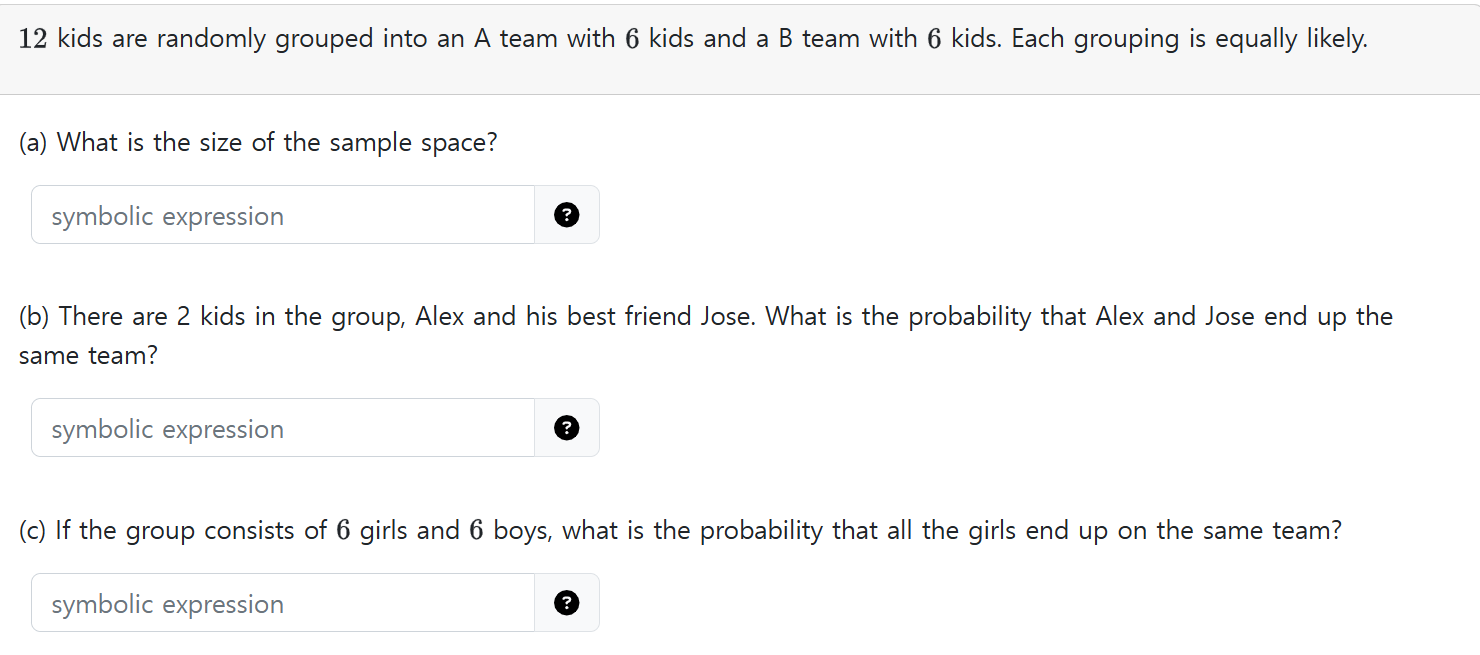 12 kids are randomly grouped into an A team with 6 kids and a B team with 6 kids. Each grouping is equally likely.
(a) What is the size of the sample space?
symbolic expression ?
(b) There are 2 kids in the group, Alex and his best friend Jose. What is the probability that Alex and Jose end up the
same team?
symbolic expression ?
(c) If the group consists of 6 girls and 6 boys, what is the probability that all the girls end up on the same team?
symbolic expression ?